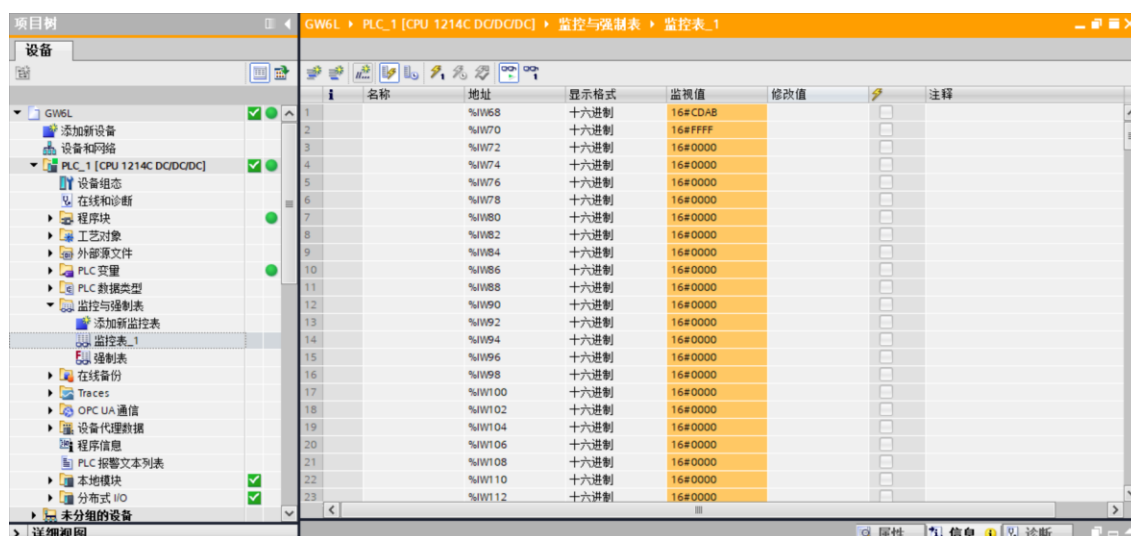 项目树
GW6L ▸ PLC_1 [CPU 1214C DC/DC/DC] ▸ 监控与强制表 ▸ 监控表_1
设备
i 名称 地址 显示格式 监视值 修改值 注释
GW6L
添加新设备
设备和网络
PLC_1 [CPU 1214C DC/DC/DC]
设备组态
在线和诊断
程序块
工艺对象
外部源文件
PLC 变量
PLC 数据类型
监控与强制表
添加新监控表
监控表_1
强制表
在线备份
Traces
OPC UA 通信
设备代理数据
程序信息
PLC 报警文本列表
本地模块
分布式 I/O
未分组的设备
详细视图
1 %IW68 十六进制 16#CDAB
2 %IW70 十六进制 16#FFFF
3 %IW72 十六进制 16#0000
4 %IW74 十六进制 16#0000
5 %IW76 十六进制 16#0000
6 %IW78 十六进制 16#0000
7 %IW80 十六进制 16#0000
8 %IW82 十六进制 16#0000
9 %IW84 十六进制 16#0000
10 %IW86 十六进制 16#0000
11 %IW88 十六进制 16#0000
12 %IW90 十六进制 16#0000
13 %IW92 十六进制 16#0000
14 %IW94 十六进制 16#0000
15 %IW96 十六进制 16#0000
16 %IW98 十六进制 16#0000
17 %IW100 十六进制 16#0000
18 %IW102 十六进制 16#0000
19 %IW104 十六进制 16#0000
20 %IW106 十六进制 16#0000
21 %IW108 十六进制 16#0000
22 %IW110 十六进制 16#0000
23 %IW112 十六进制 16#0000
属性 信息 诊断